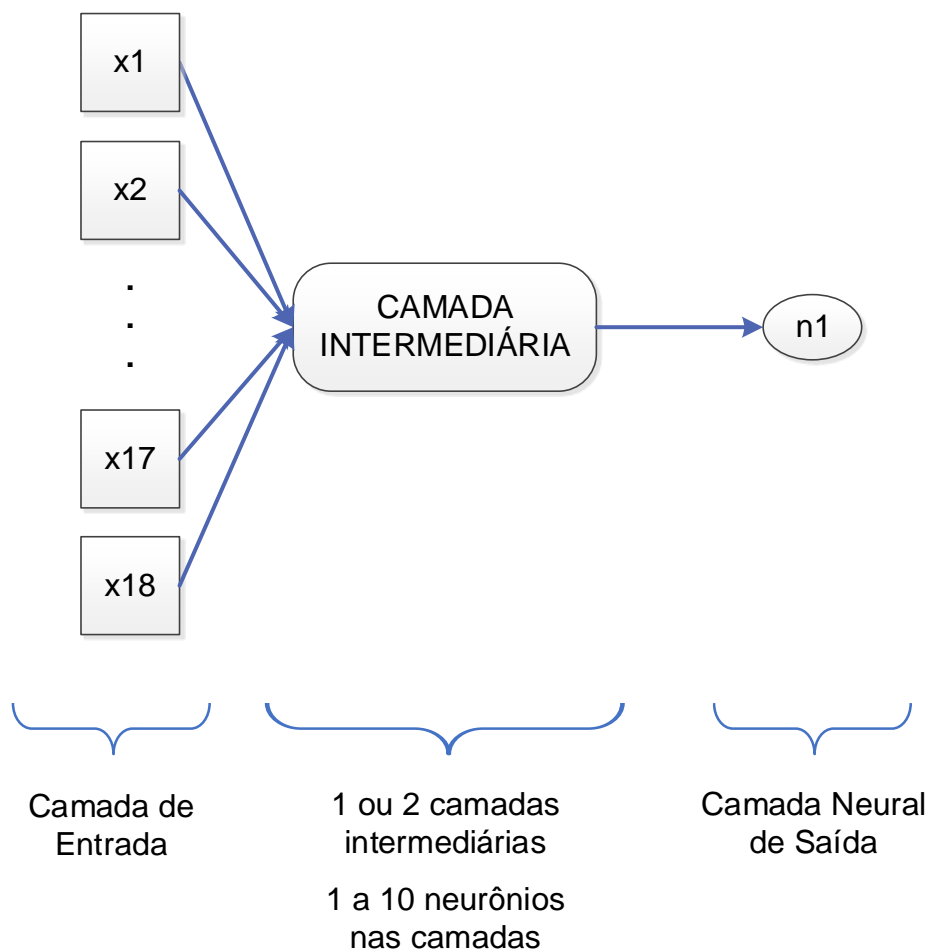 x1
x2
.
.
.
x17
x18
CAMADA
INTERMEDIÁRIA
n1
Camada de
Entrada
1 ou 2 camadas
intermediárias
1 a 10 neurônios
nas camadas
Camada Neural
de Saída